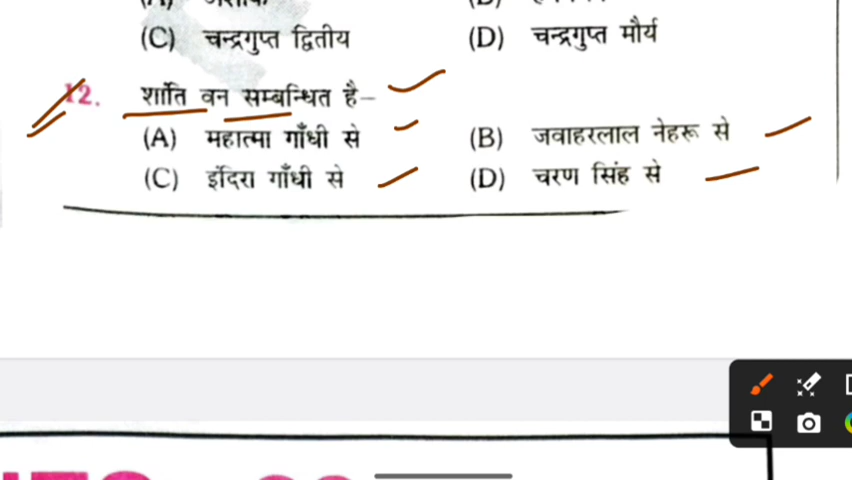 (C) चन्द्रगुप्त द्वितीय (D) चन्द्रगुप्त मौर्य
12. शांति वन सम्बन्धित है–
(A) महात्मा गाँधी से (B) जवाहरलाल नेहरू से
(C) इंदिरा गाँधी से (D) चरण सिंह से